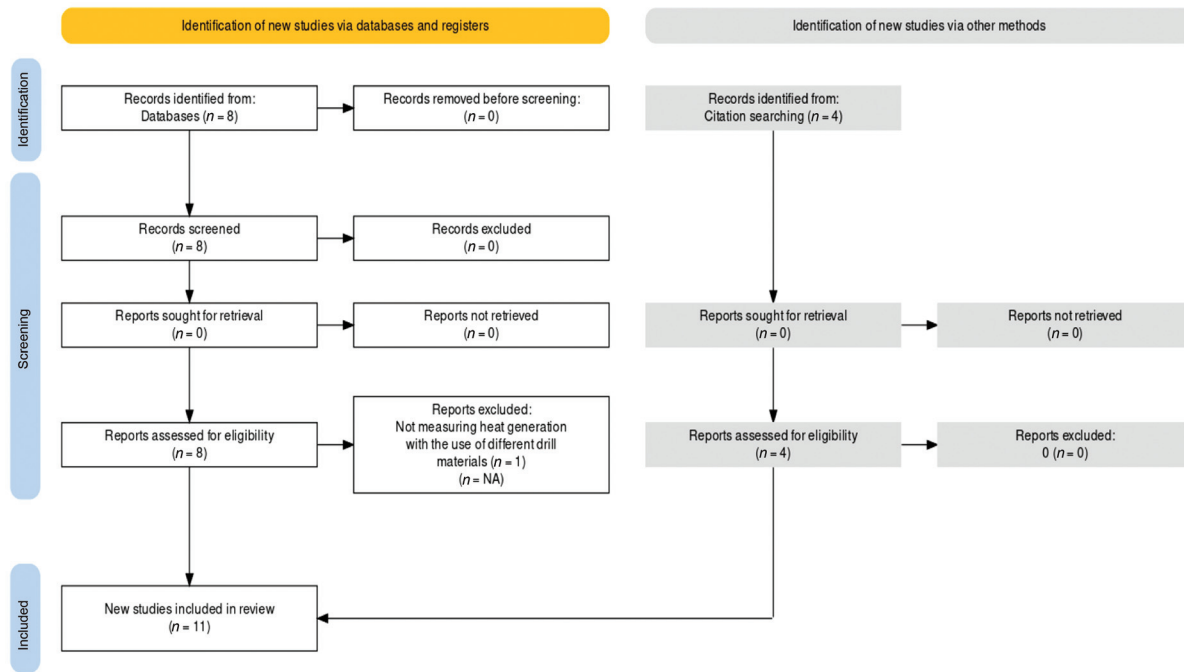 Identification of new studies via databases and registers
Identification of new studies via other methods
Identification
Records identified from:
Databases (n = 8)
Records removed before screening:
(n = 0)
Records identified from:
Citation searching (n = 4)
Screening
Records screened
(n = 8)
Records excluded
(n = 0)
Reports sought for retrieval
(n = 0)
Reports not retrieved
(n = 0)
Reports sought for retrieval
(n = 0)
Reports not retrieved
(n = 0)
Reports assessed for eligibility
(n = 8)
Reports excluded:
Not measuring heat generation
with the use of different drill
materials (n = 1)
(n = NA)
Reports assessed for eligibility
(n = 4)
Reports excluded:
0 (n = 0)
Included
New studies included in review
(n = 11)